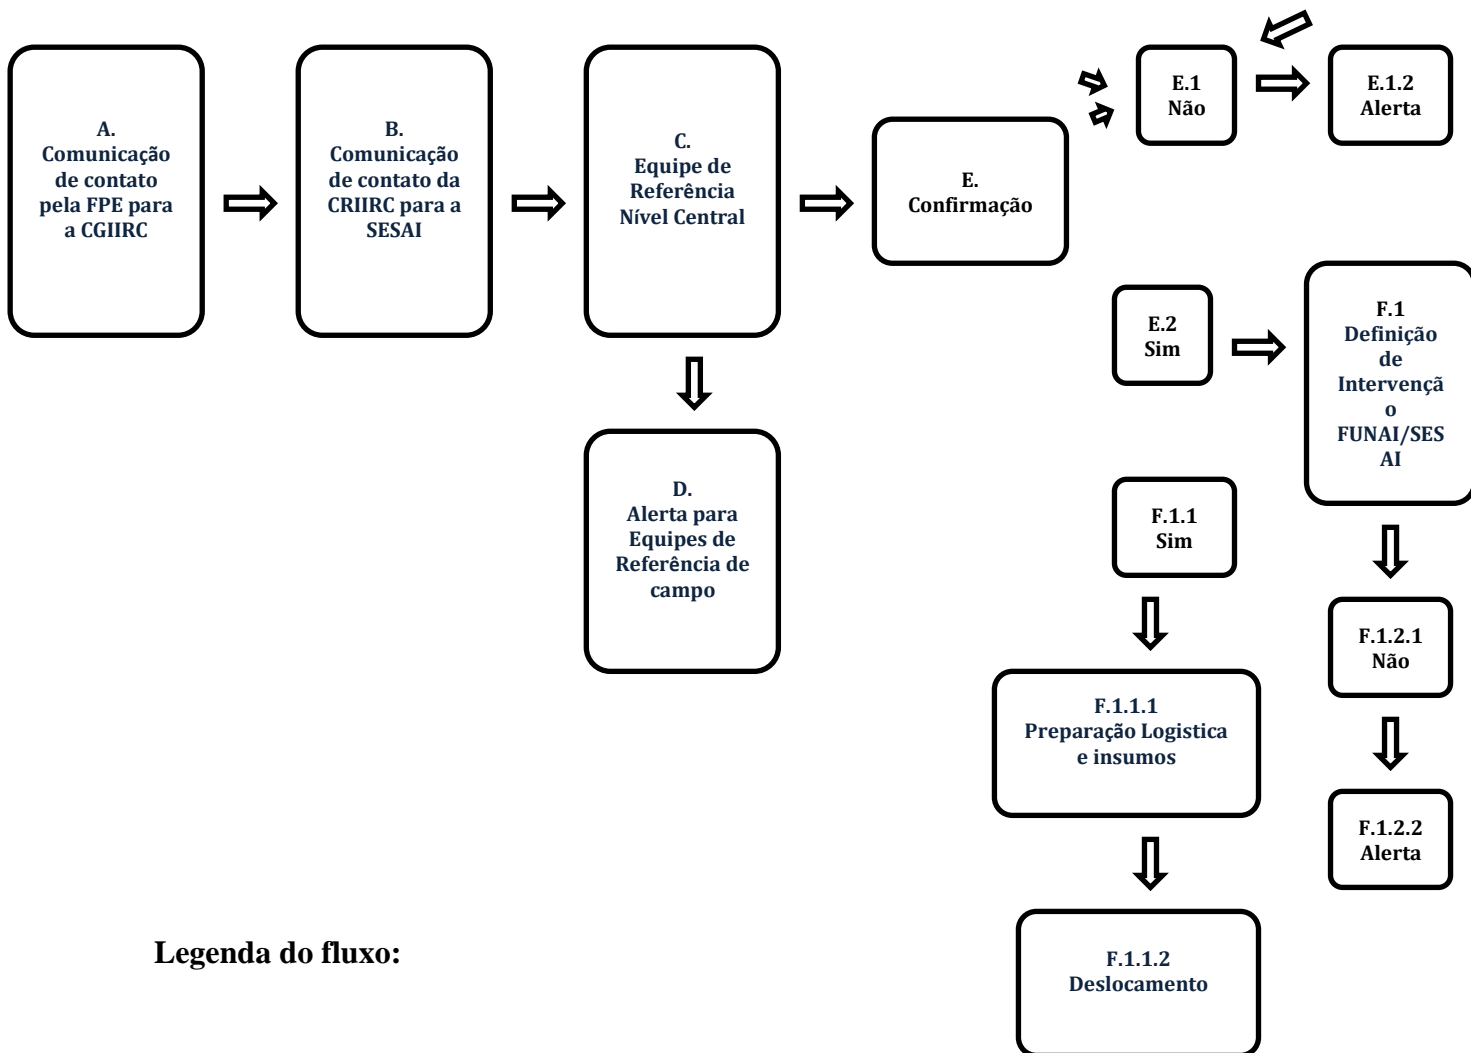 A.
Comunicação
de contato
pela FPE para
a CGIIRC
B.
Comunicação
de contato da
CRIIRC para a
SESAI
C.
Equipe de
Referência
Nível Central
D.
Alerta para
Equipes de
Referência de
campo
E.
Confirmação
E.1
Não
E.1.2
Alerta
E.2
Sim
F.1
Definição
de
Intervençã
o
FUNAI/SES
AI
F.1.1
Sim
F.1.2.1
Não
F.1.1.1
Preparação Logistica
e insumos
F.1.2.2
Alerta
F.1.1.2
Deslocamento
Legenda do fluxo: